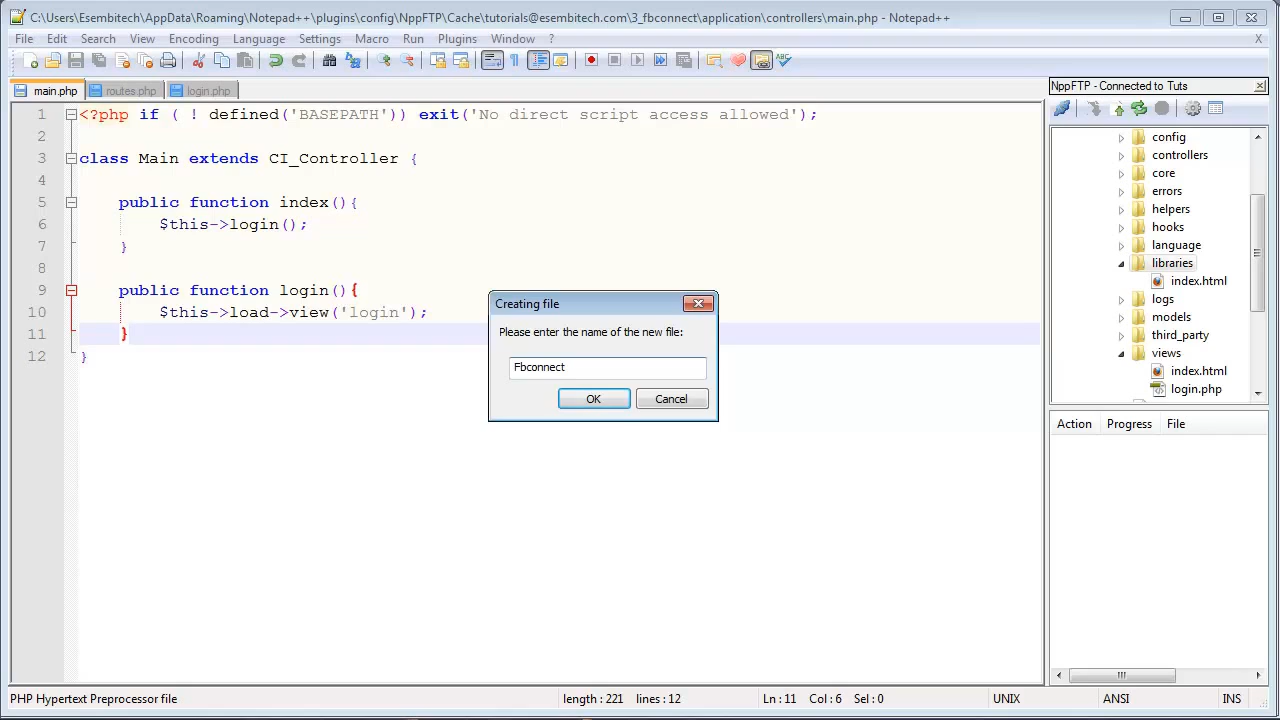 C:\Users\Esembitech\AppData\Roaming\Notepad++\plugins\config\NppFTP\Cache\tutorials@esembitech.com\3_fbconnect\application\controllers\main.php - Notepad++
File Edit Search View Encoding Language Settings Macro Run Plugins Window ? X
main.php routes.php login.php
1 <?php if ( ! defined('BASEPATH')) exit('No direct script access allowed');
2
3 class Main extends CI_Controller {
4
5 public function index(){
6 $this->login();
7 }
8
9 public function login(){
10 $this->load->view('login');
11 }
12 }
Creating file
Please enter the name of the new file:
Fbconnect
OK Cancel
NppFTP - Connected to Tuts
config
controllers
core
errors
helpers
hooks
language
libraries
index.html
logs
models
third_party
views
index.html
login.php
Action Progress File
PHP Hypertext Preprocessor file length : 221 lines : 12 Ln : 11 Col : 6 Sel : 0 UNIX ANSI INS